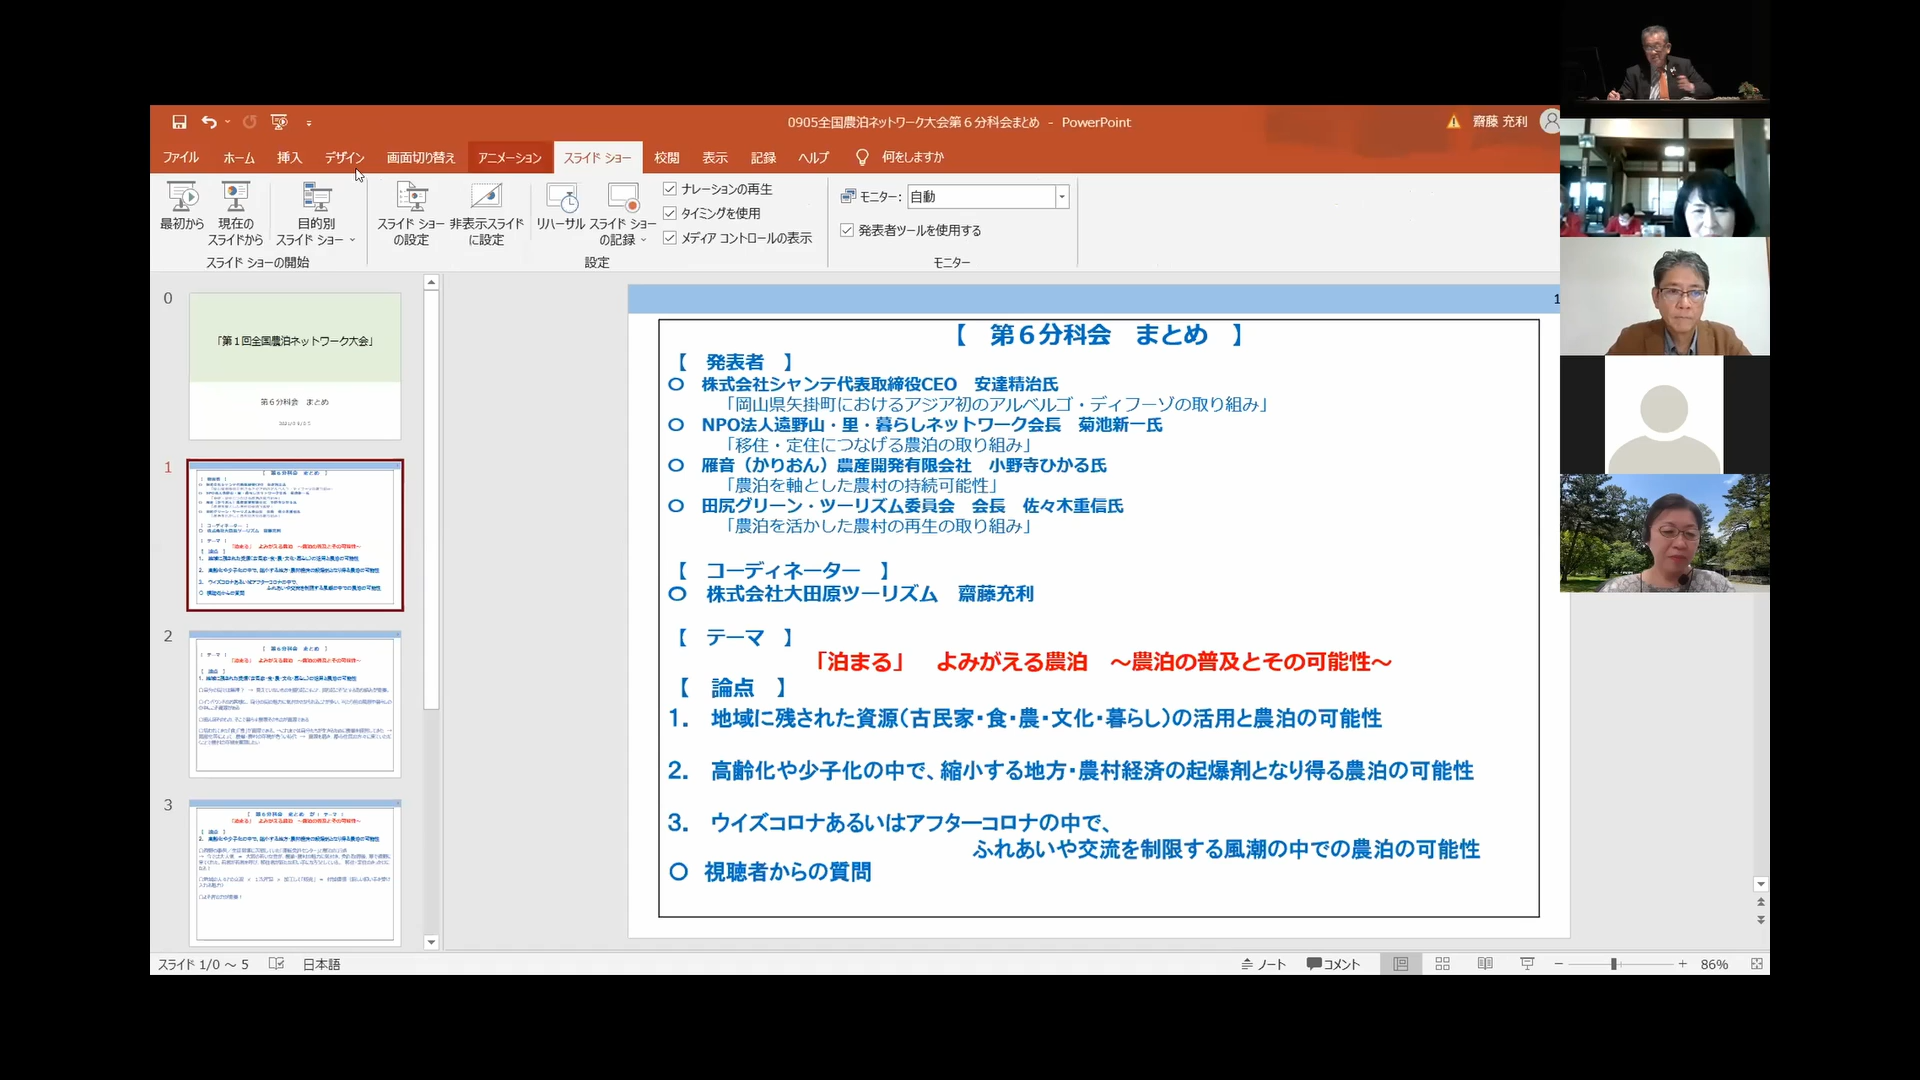 0905全国農泊ネットワーク大会第６分科会まとめ - PowerPoint
齋藤 充利
ファイル ホーム 挿入 デザイン 画面切り替え アニメーション スライド ショー 校閲 表示 記録 ヘルプ 何をしますか
最初から
現在の
スライドから
目的別
スライド ショー
スライド ショー
の設定
非表示スライド
に設定
リハーサル
スライド ショー
の記録
ナレーションの再生
タイミングを使用
メディア コントロールの表示
モニター: 自動
発表者ツールを使用する
スライド ショーの開始
設定
モニター
0
「第１回全国農泊ネットワーク大会」
第６分科会　まとめ
1
2
3
1
【　第６分科会　まとめ　】
【　発表者　】
〇　株式会社シャンテ代表取締役CEO　安達精治氏
「岡山県矢掛町におけるアジア初のアルベルゴ・ディフーゾの取り組み」
〇　NPO法人遠野山・里・暮らしネットワーク会長　菊池新一氏
「移住・定住につなげる農泊の取り組み」
〇　雁音（かりおん）農産開発有限会社　小野寺ひかる氏
「農泊を軸とした農村の持続可能性」
〇　田尻グリーン・ツーリズム委員会　会長　佐々木重信氏
「農泊を活かした農村の再生の取り組み」
【　コーディネーター　】
〇　株式会社大田原ツーリズム　齋藤充利
【　テーマ　】
「泊まる」　よみがえる農泊　～農泊の普及とその可能性～
【　論点　】
1.　地域に残された資源（古民家・食・農・文化・暮らし）の活用と農泊の可能性
2.　高齢化や少子化の中で、縮小する地方・農村経済の起爆剤となり得る農泊の可能性
3.　ウイズコロナあるいはアフターコロナの中で、
ふれあいや交流を制限する風潮の中での農泊の可能性
〇　視聴者からの質問
スライド 1/0 ～ 5
日本語
ノート
コメント
86%